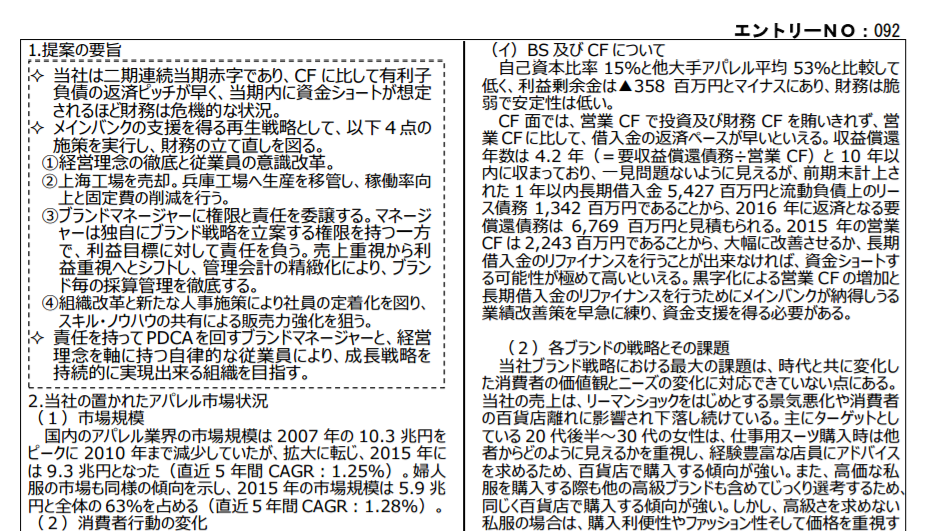 エントリーNO：092
1.提案の要旨
✧ 当社は二期連続当期赤字であり、CF に比して有利子
負債の返済ピッチが早く、当期内に資金ショートが想定
されるほど財務は危機的な状況。
✧ メインバンクの支援を得る再生戦略として、以下４点の
施策を実行し、財務の立て直しを図る。
①経営理念の徹底と従業員の意識改革。
②上海工場を売却。兵庫工場へ生産を移管し、稼働率向
上と固定費の削減を行う。
③ブランドマネージャーに権限と責任を委譲する。マネージ
ャーは独自にブランド戦略を立案する権限を持つ一方
で、利益目標に対して責任を負う。売上重視から利
益重視へとシフトし、管理会計の精緻化により、ブラン
ド毎の採算管理を徹底する。
④組織改革と新たな人事施策により社員の定着化を図り、
スキル・ノウハウの共有による販売力強化を狙う。
✧ 責任を持って PDCA を回すブランドマネージャーと、経営
理念を軸に持つ自律的な従業員により、成長戦略を
持続的に実現出来る組織を目指す。
2.当社の置かれたアパレル市場状況
（１）市場規模
国内のアパレル業界の市場規模は 2007 年の 10.3 兆円を
ピークに 2010 年まで減少していたが、拡大に転じ、2015 年に
は 9.3 兆円となった（直近 5 年間 CAGR：1.25%）。婦人
服の市場も同様の傾向を示し、2015 年の市場規模は 5.9 兆
円と全体の 63%を占める（直近 5 年間 CAGR：1.28%）。
（２）消費者行動の変化
（イ）BS 及び CF について
自己資本比率 15%と他大手アパレル平均 53%と比較して
低く、利益剰余金は▲358 百万円とマイナスにあり、財務は脆
弱で安定性は低い。
CF 面では、営業 CF で投資及び財務 CF を賄いきれず、営
業 CF に比して、借入金の返済ペースが早いといえる。収益償還
年数は 4.2 年（＝要収益償還債務÷営業 CF）と 10 年以
内に収まっており、一見問題ないように見えるが、前期末計上さ
れた 1 年以内長期借入金 5,427 百万円と流動負債上のリー
ス債務 1,342 百万円であることから、2016 年に返済となる要
償還債務は 6,769 百万円と見積もられる。2015 年の営業
CF は 2,243 百万円であることから、大幅に改善させるか、長期
借入金のリファイナンスを行うことが出来なければ、資金ショートす
る可能性が極めて高いといえる。黒字化による営業 CF の増加と
長期借入金のリファイナンスを行うためにメインバンクが納得しうる
業績改善策を早急に練り、資金支援を得る必要がある。
（２）各ブランドの戦略とその課題
当社ブランド戦略における最大の課題は、時代と共に変化し
た消費者の価値観とニーズの変化に対応できていない点にある。
当社の売上は、リーマンショックをはじめとする景気悪化や消費者
の百貨店離れに影響され下落し続けている。主にターゲットとし
ている 20 代後半～30 代の女性は、仕事用スーツ購入時は他
者からどのように見えるかを重視し、経験豊富な店員にアドバイス
を求めるため、百貨店で購入する傾向が強い。また、高価な私
服を購入する際も他の高級ブランドも含めてじっくり選考するため、
同じく百貨店で購入する傾向が強い。しかし、高級さを求めない
私服の場合は、購入利便性やファッション性そして価格を重視す